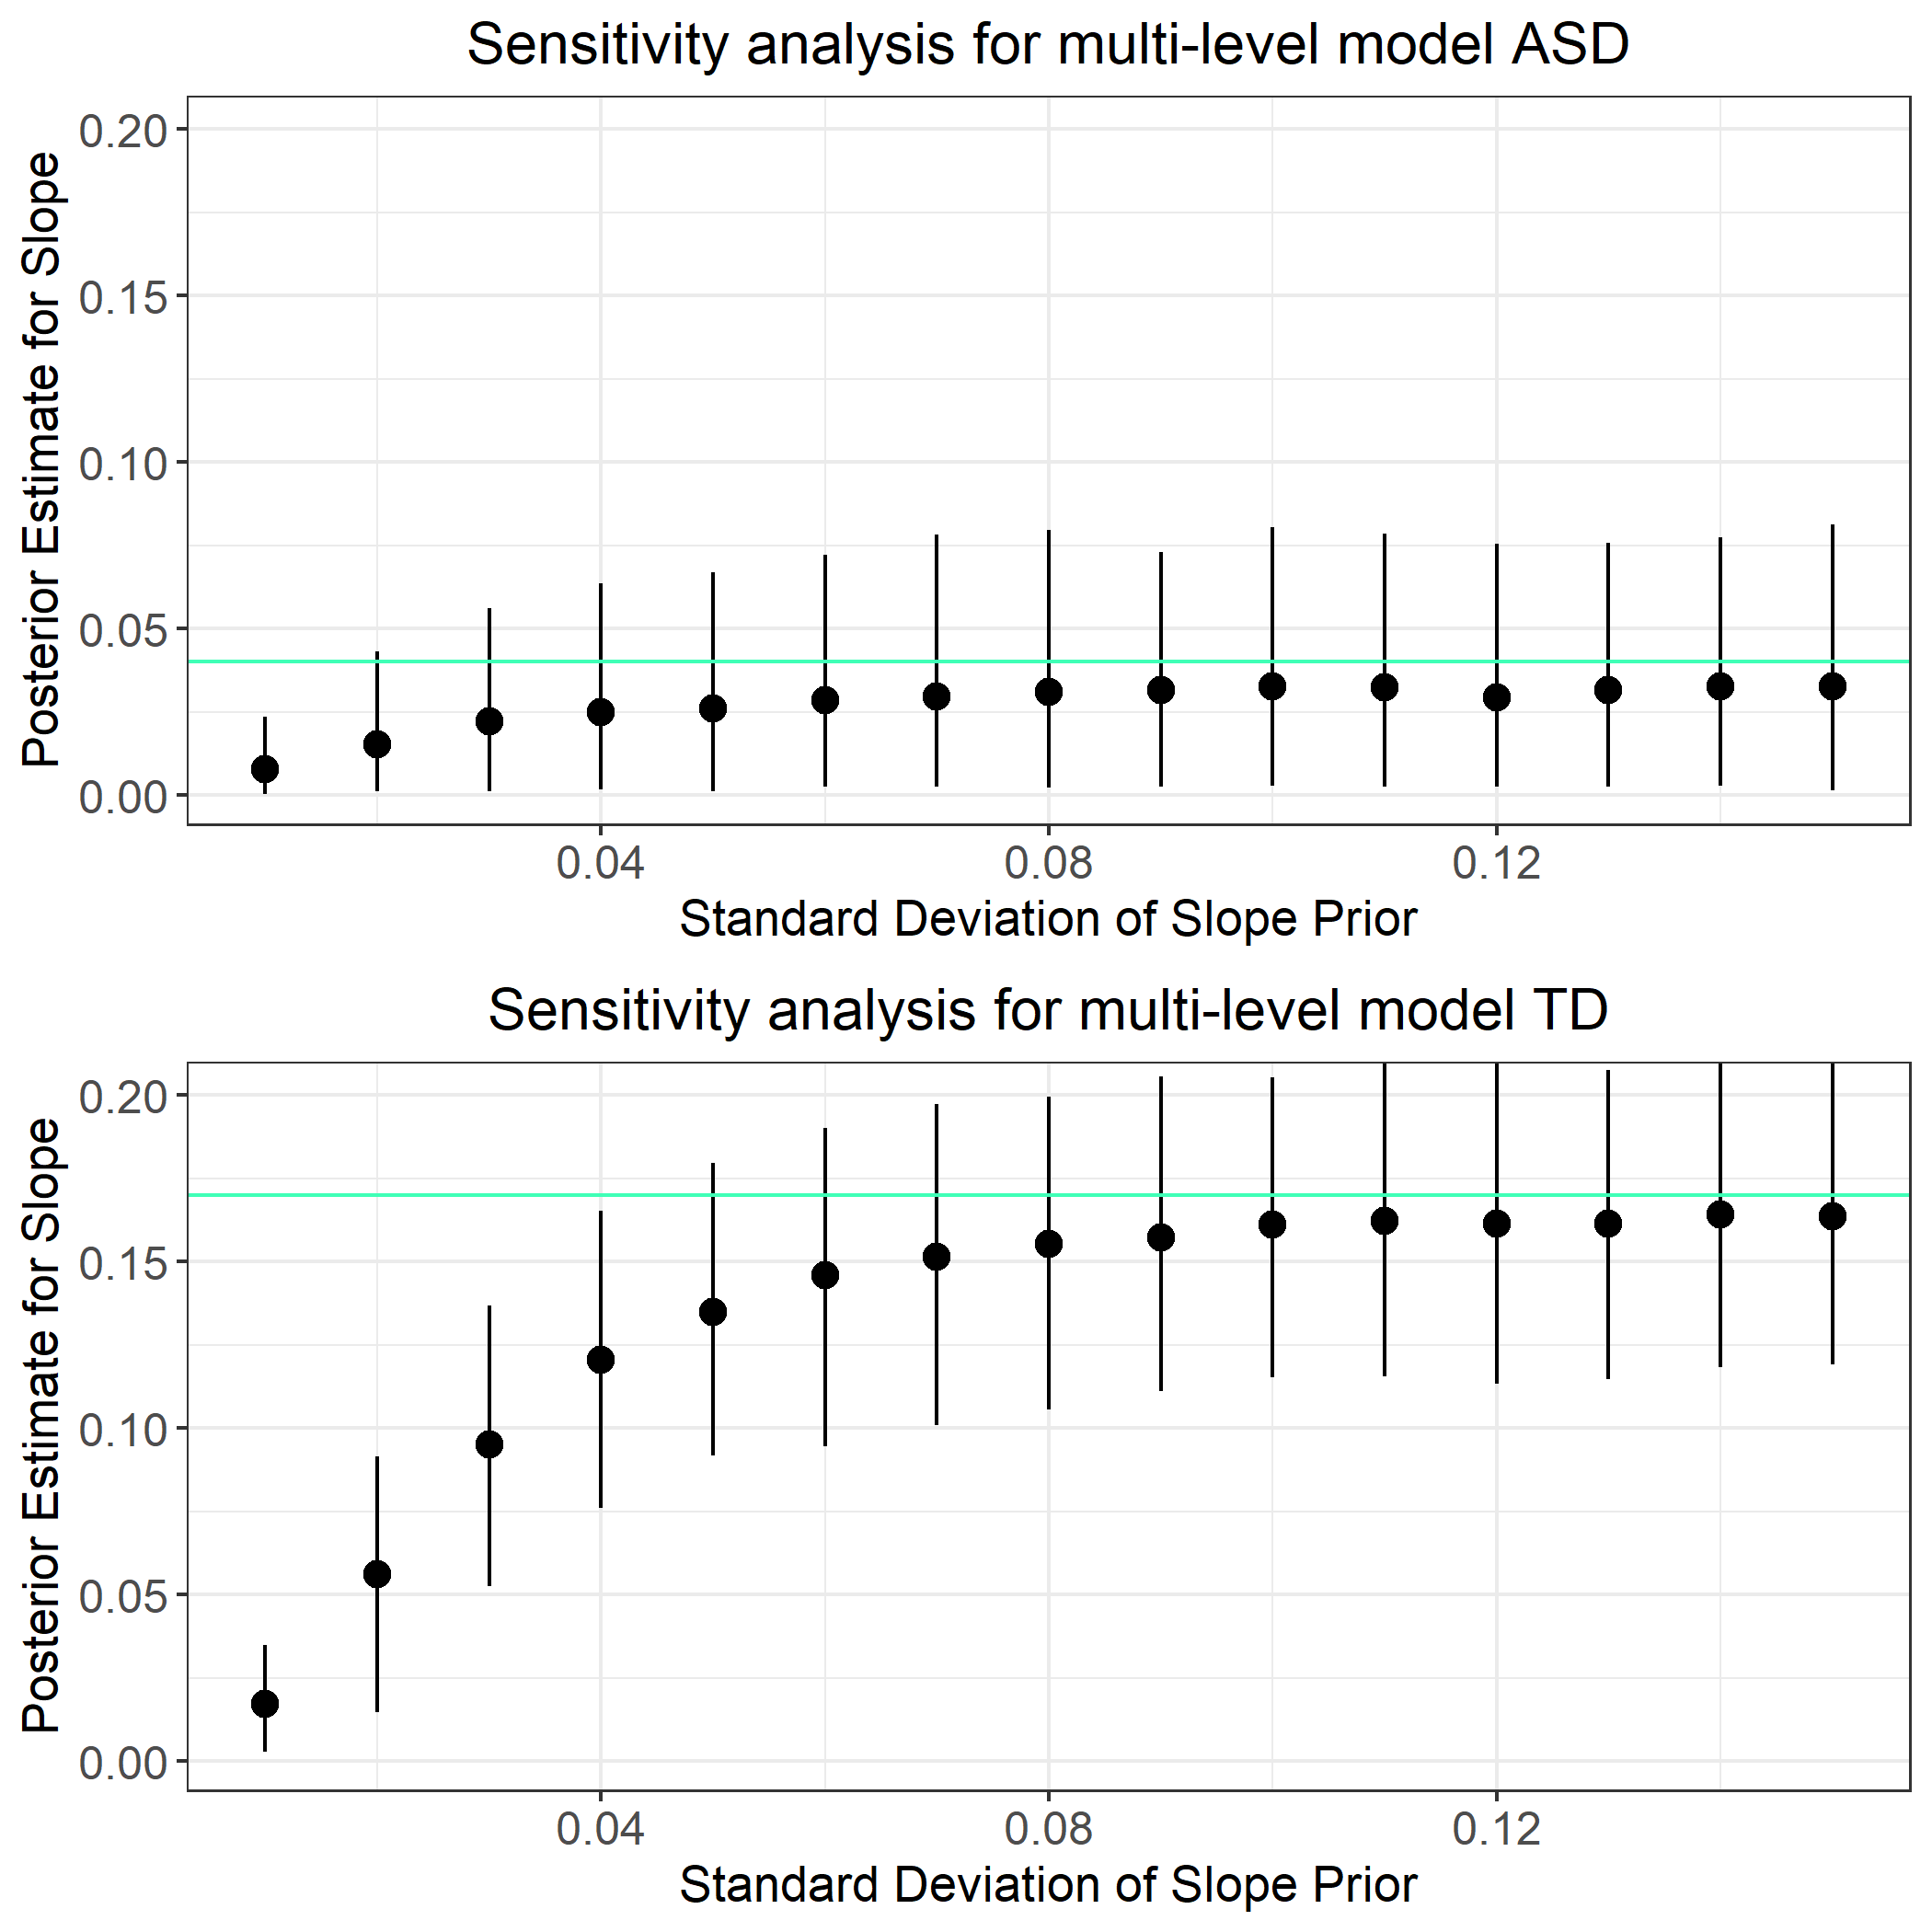 Sensitivity analysis for multi-level model ASD
Posterior Estimate for Slope
0.20
0.15
0.10
0.05
0.00
0.04 0.08 0.12
Standard Deviation of Slope Prior
Sensitivity analysis for multi-level model TD
Posterior Estimate for Slope
0.20
0.15
0.10
0.05
0.00
0.04 0.08 0.12
Standard Deviation of Slope Prior